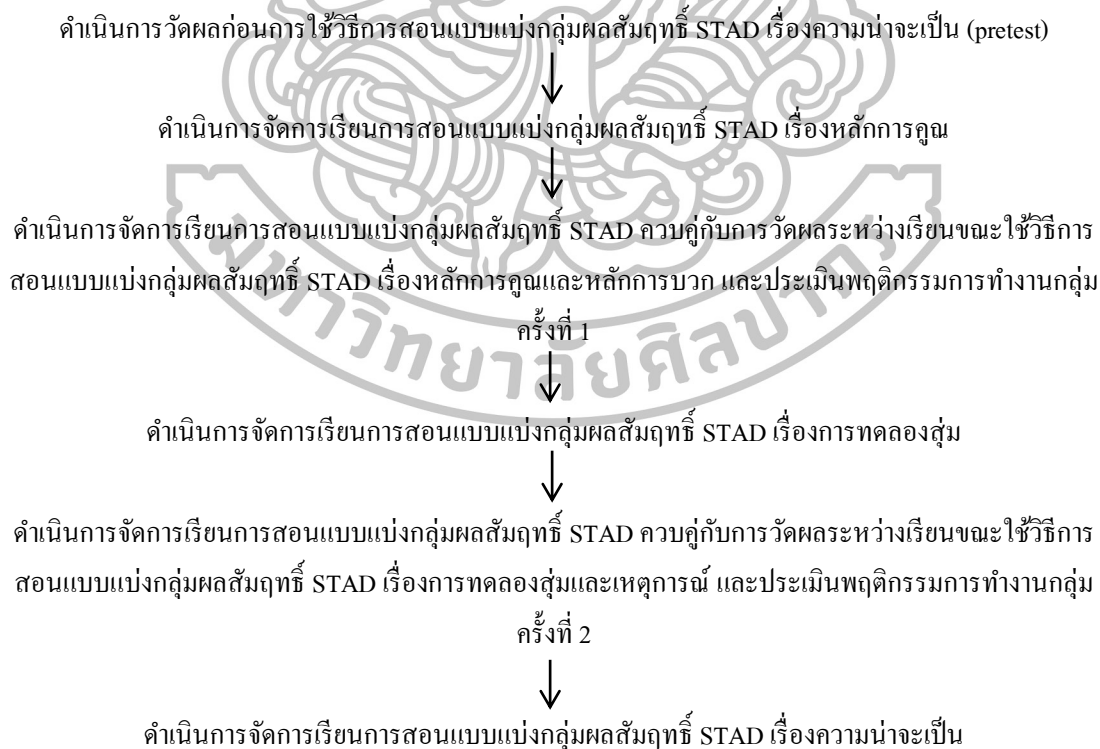 ดำเนินการวัดผลก่อนการใช้วิธีการสอนแบบแบ่งกลุ่มผลสัมฤทธิ์ STAD เรื่องความน่าจะเป็น (pretest)
ดำเนินการจัดการเรียนการสอนแบบแบ่งกลุ่มผลสัมฤทธิ์ STAD เรื่องหลักการคูณ
ดำเนินการจัดการเรียนการสอนแบบแบ่งกลุ่มผลสัมฤทธิ์ STAD ควบคู่กับการวัดผลระหว่างเรียนขณะใช้วิธีการ
สอนแบบแบ่งกลุ่มผลสัมฤทธิ์ STAD เรื่องหลักการคูณและหลักการบวก และประเมินพฤติกรรมการทำงานกลุ่ม
ครั้งที่ 1
มหาวิทยาลัยศิลปากร
ดำเนินการจัดการเรียนการสอนแบบแบ่งกลุ่มผลสัมฤทธิ์ STAD เรื่องการทดลองสุ่ม
ดำเนินการจัดการเรียนการสอนแบบแบ่งกลุ่มผลสัมฤทธิ์ STAD ควบคู่กับการวัดผลระหว่างเรียนขณะใช้วิธีการ
สอนแบบแบ่งกลุ่มผลสัมฤทธิ์ STAD เรื่องการทดลองสุ่มและเหตุการณ์ และประเมินพฤติกรรมการทำงานกลุ่ม
ครั้งที่ 2
ดำเนินการจัดการเรียนการสอนแบบแบ่งกลุ่มผลสัมฤทธิ์ STAD เรื่องความน่าจะเป็น